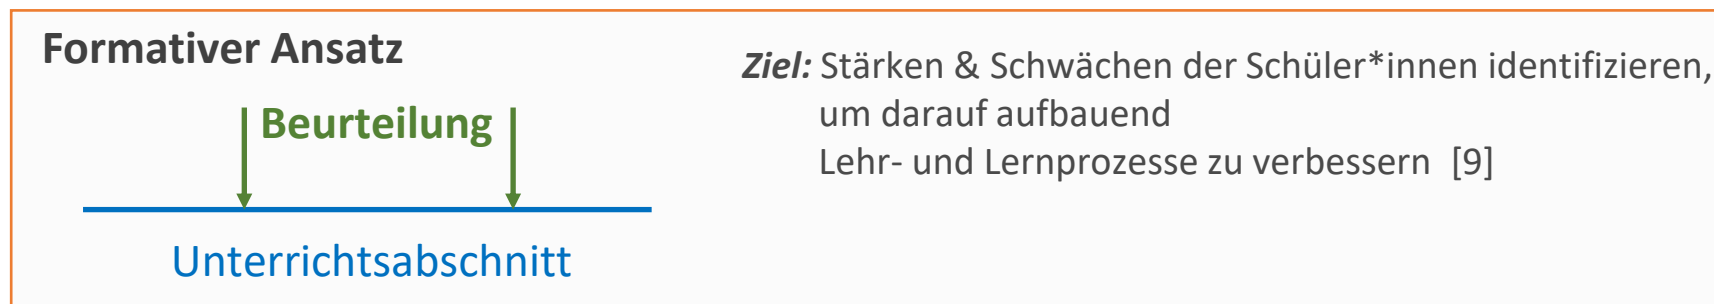 Formativer Ansatz
Beurteilung
Unterrichtsabschnitt
Ziel: Stärken & Schwächen der Schüler*innen identifizieren,
um darauf aufbauend
Lehr- und Lernprozesse zu verbessern [9]